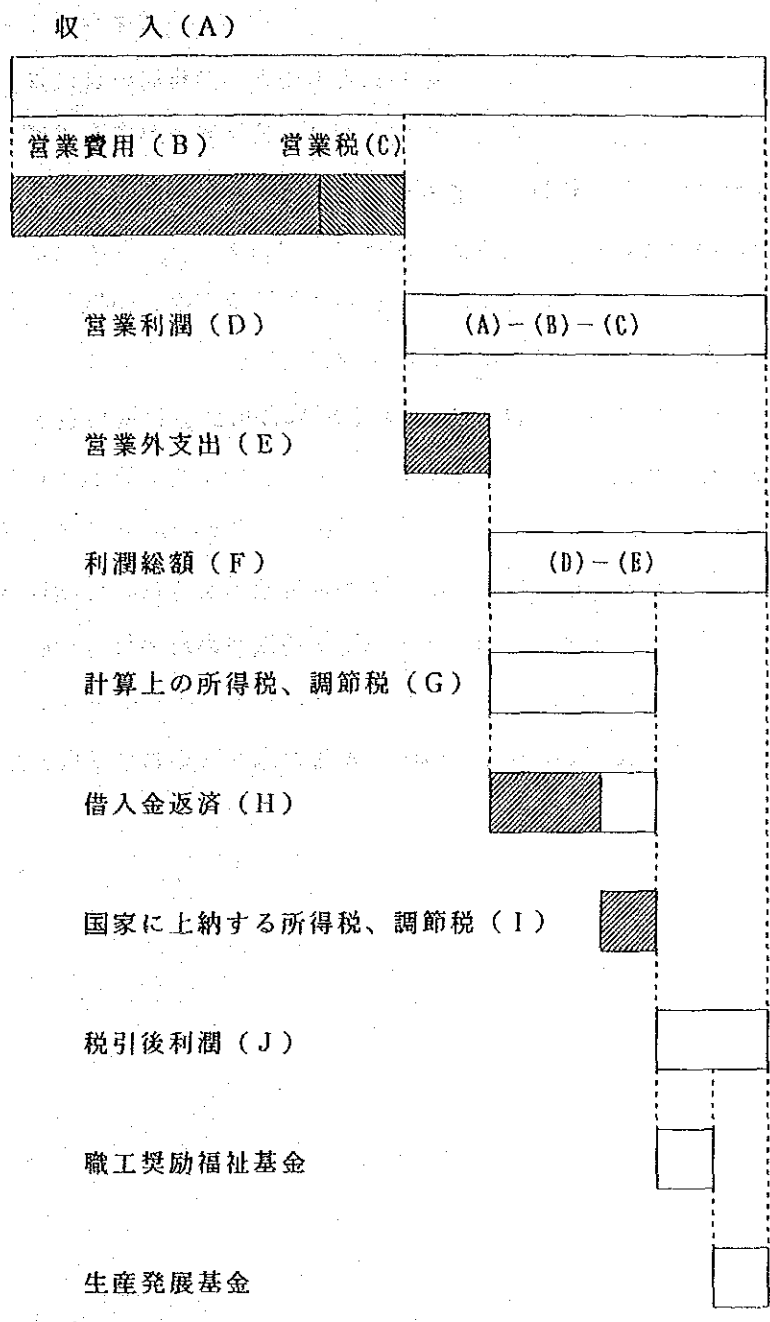 収　入（A）
営業費用（B）　営業税(C)
営業利潤（D）　(A)－(B)－(C)
営業外支出（E）
利潤総額（F）　(D)－(E)
計算上の所得税、調節税（G）
借入金返済（H）
国家に上納する所得税、調節税（I）
税引後利潤（J）
職工奨励福祉基金
生産発展基金